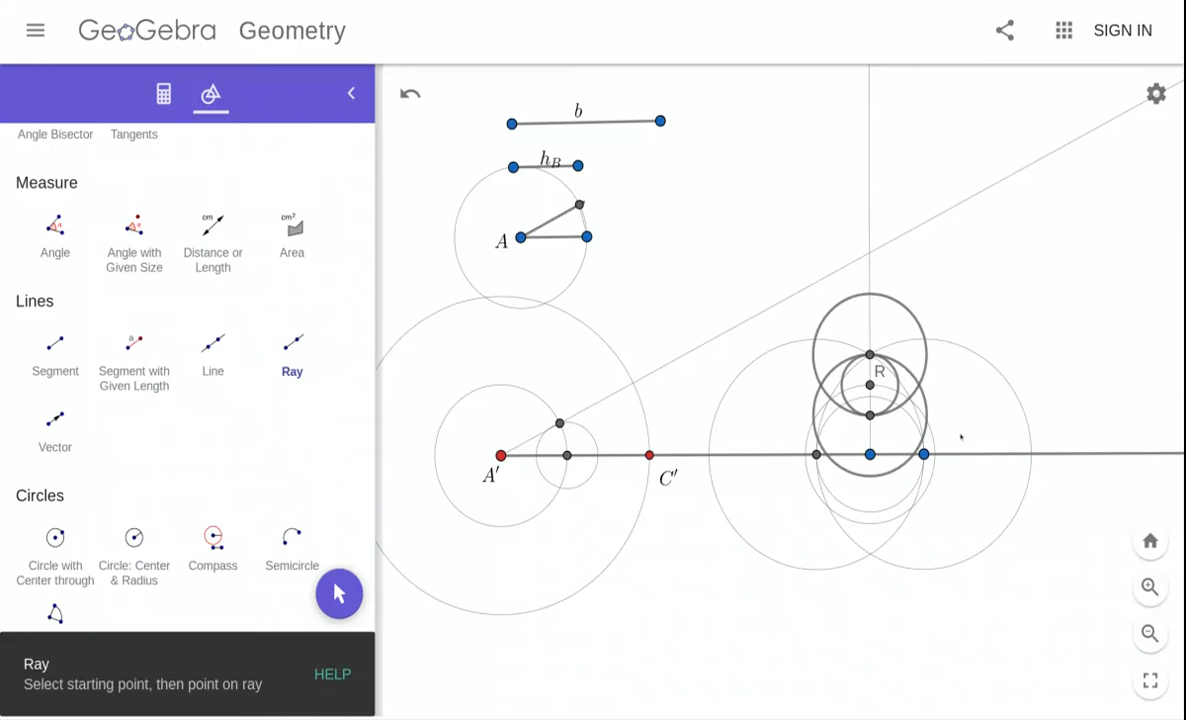 GeoGebra Geometry
SIGN IN
Angle Bisector Tangents
Measure
cm cm²
Angle Angle with Given Size Distance or Length Area
Lines
a
Segment Segment with Given Length Line Ray
Vector
Circles
Circle with Center through Circle: Center & Radius Compass Semicircle
Ray
Select starting point, then point on ray
HELP
b
h_B
A
R
A′
C′